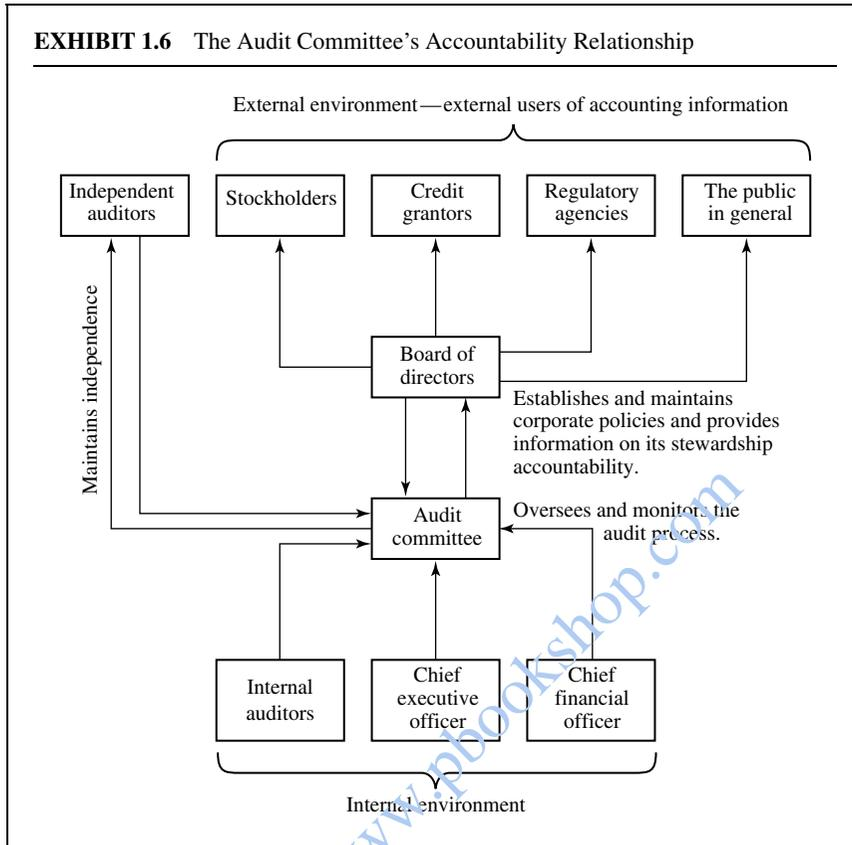 EXHIBIT 1.6 The Audit Committee's Accountability Relationship
External environment—external users of accounting information
Independent
auditors
Stockholders
Credit
grantors
Regulatory
agencies
The public
in general
Maintains independence
Board of
directors
Establishes and maintains
corporate policies and provides
information on its stewardship
accountability.
Audit
committee
Oversees and monitors the
audit process.
Internal
auditors
Chief
executive
officer
Chief
financial
officer
Internal environment
www.pbookshop.com